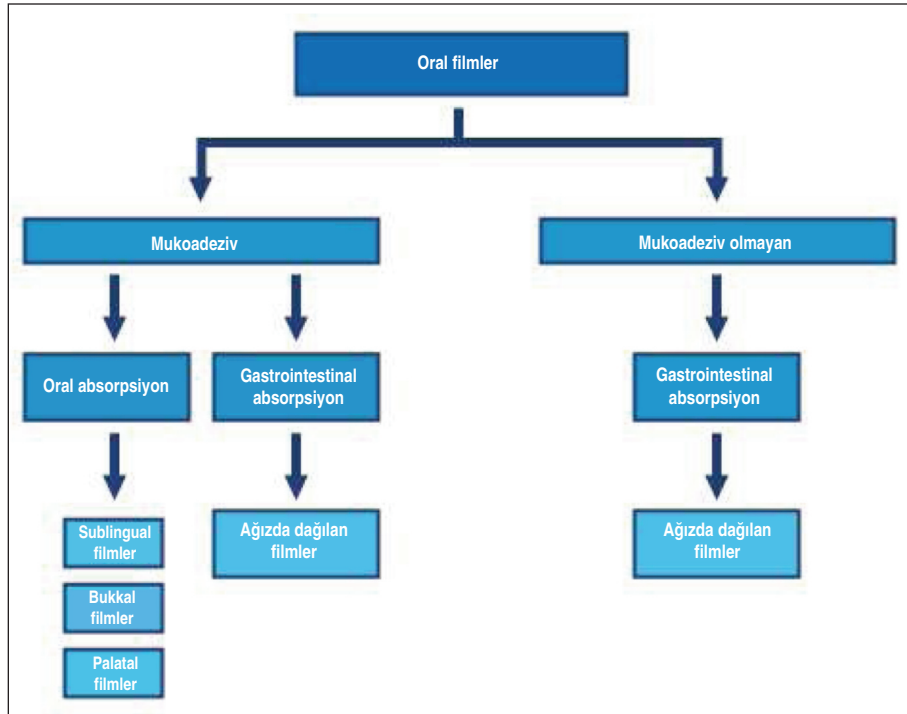 Oral filmler
Mukoadeziv
Mukoadeziv olmayan
Oral absorpsiyon
Gastrointestinal
absorpsiyon
Gastrointestinal
absorpsiyon
Sublingual
filmler
Bukkal
filmler
Palatal
filmler
Ağızda dağılan
filmler
Ağızda dağılan
filmler